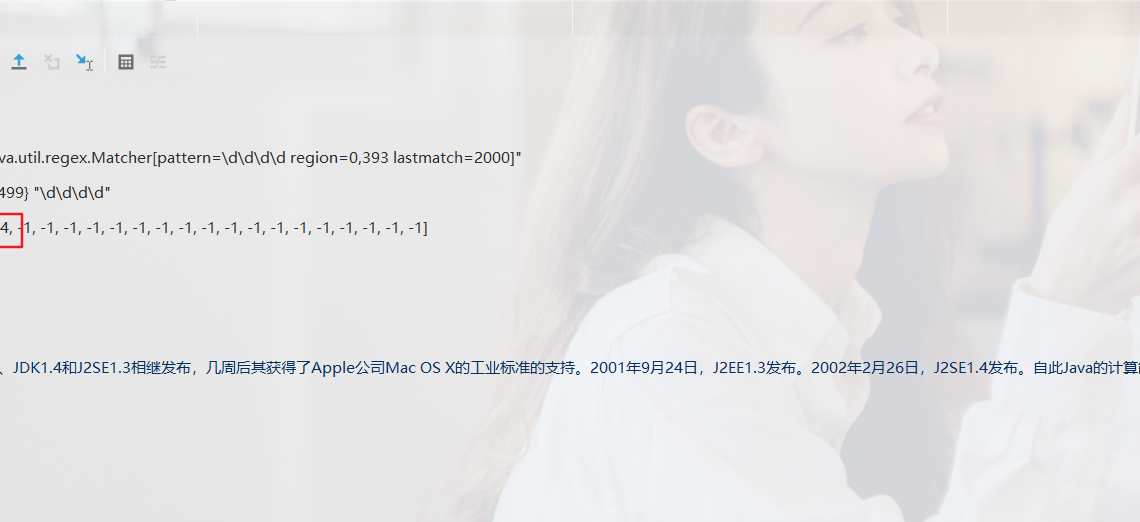 va.util.regex.Matcher[pattern=\d\d\d\d region=0,393 lastmatch=2000]"
499} "\d\d\d\d"
4, -1, -1, -1, -1, -1, -1, -1, -1, -1, -1, -1, -1, -1, -1, -1, -1, -1, -1]
、JDK1.4和J2SE1.3相继发布，几周后其获得了Apple公司Mac OS X的工业标准的支持。2001年9月24日，J2EE1.3发布。2002年2月26日，J2SE1.4发布。自此Java的计算